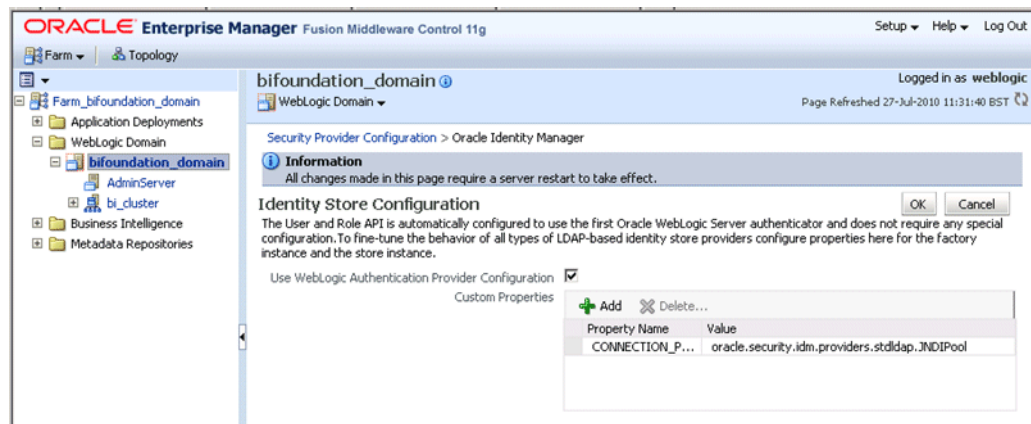 ORACLE Enterprise Manager Fusion Middleware Control 11g
Setup Help Log Out
Farm Topology
bifoundation_domain
Logged in as weblogic
WebLogic Domain
Page Refreshed 27-Jul-2010 11:31:40 BST
Farm_bifoundation_domain
Application Deployments
WebLogic Domain
bifoundation_domain
AdminServer
bi_cluster
Business Intelligence
Metadata Repositories
Security Provider Configuration > Oracle Identity Manager
Information
All changes made in this page require a server restart to take effect.
Identity Store Configuration
OK Cancel
The User and Role API is automatically configured to use the first Oracle WebLogic Server authenticator and does not require any special
configuration.To fine-tune the behavior of all types of LDAP-based identity store providers configure properties here for the factory
instance and the store instance.
Use WebLogic Authentication Provider Configuration
Custom Properties
Add Delete...
Property Name Value
CONNECTION_P... oracle.security.idm.providers.stdldap.JNDIPool